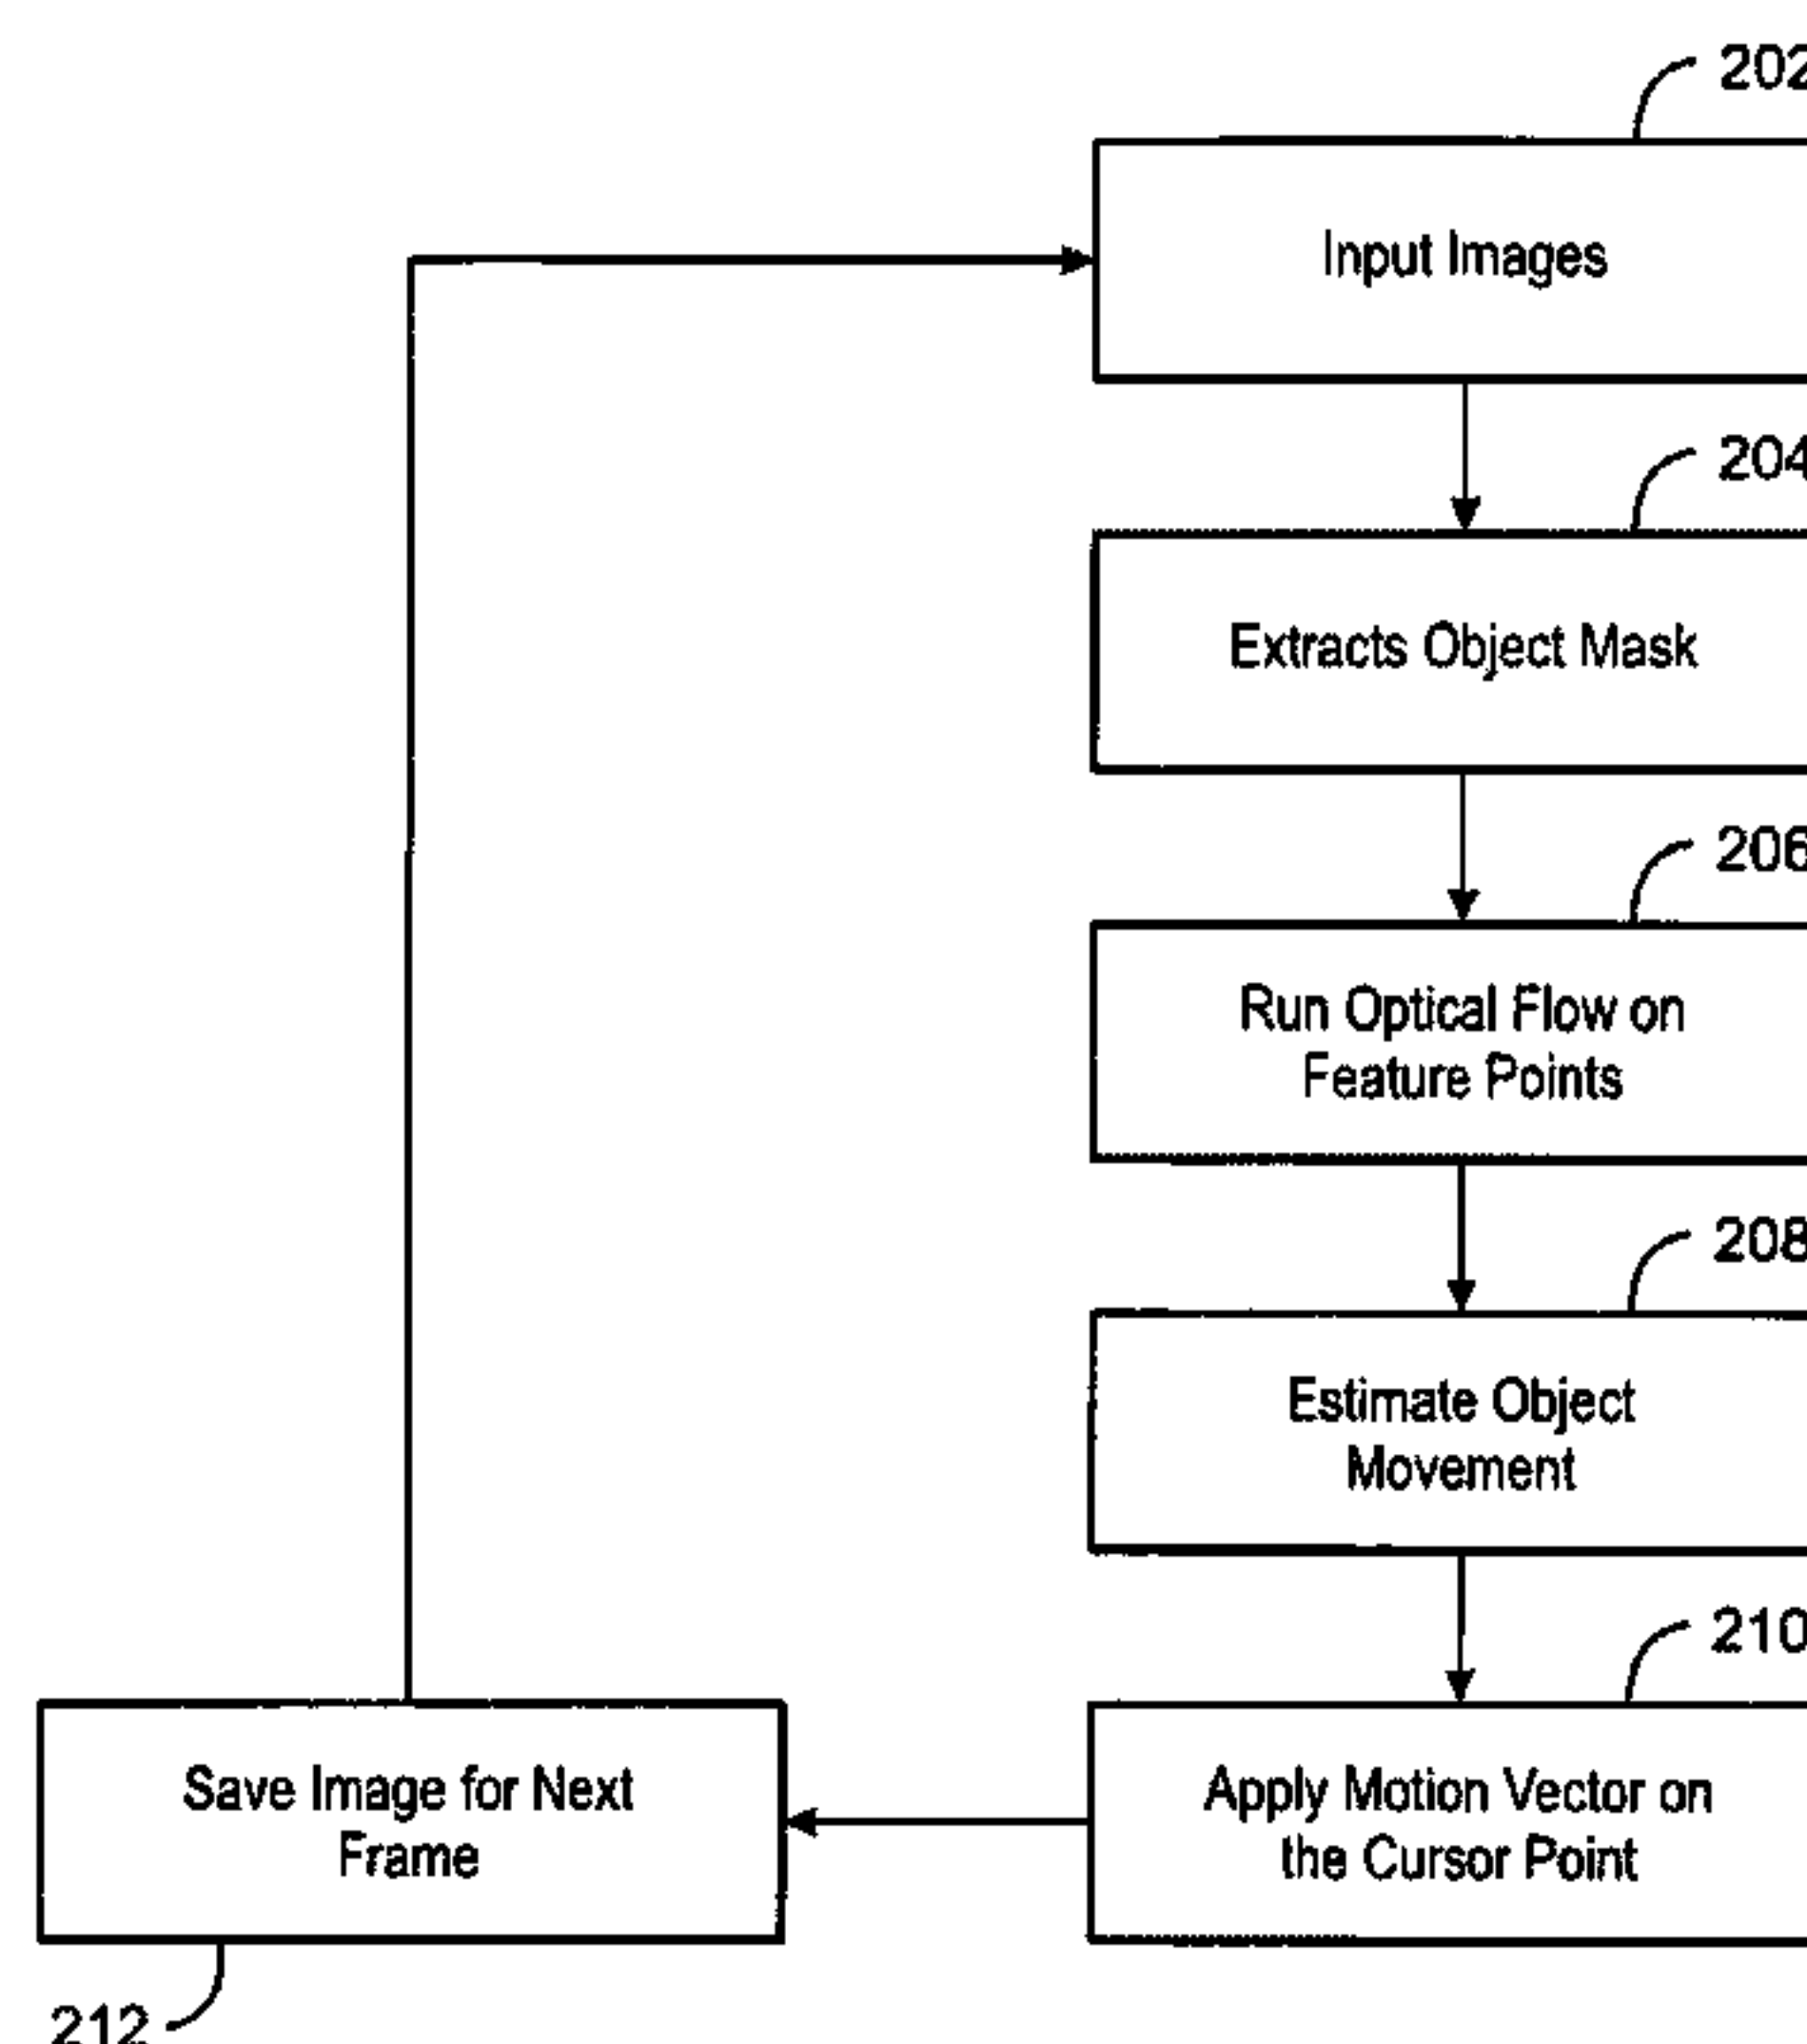 202
Input Images
204
Extracts Object Mask
206
Run Optical Flow on
Feature Points
208
Estimate Object
Movement
210
Apply Motion Vector on
the Cursor Point
Save Image for Next
Frame
212